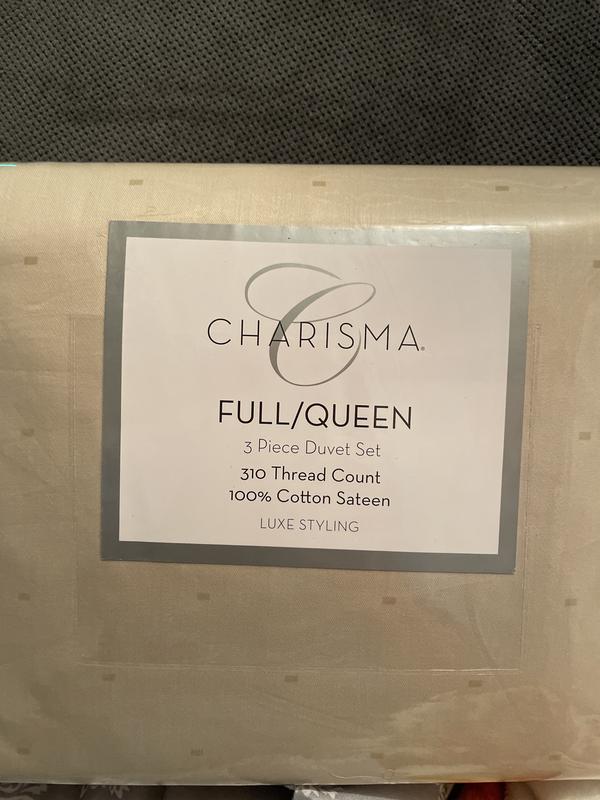 C
CHARISMA®
FULL/QUEEN
3 Piece Duvet Set
310 Thread Count
100% Cotton Sateen
LUXE STYLING